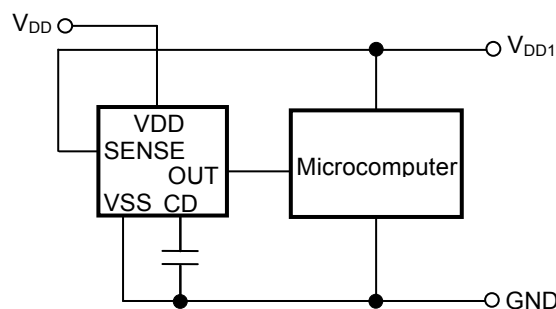 VDD
VDD1
VDD
SENSE
OUT
Microcomputer
VSS CD
GND